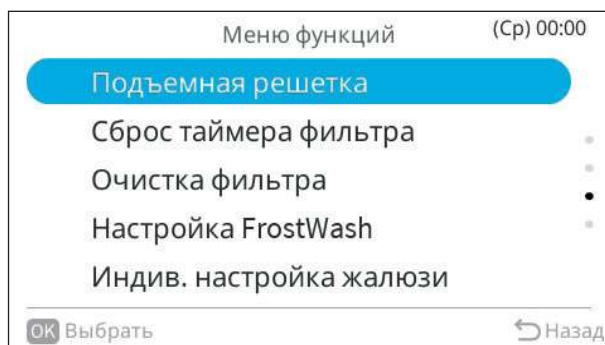 Меню функций (Ср) 00:00
Подъемная решетка
Сброс таймера фильтра
Очистка фильтра
Настройка FrostWash
Индив. настройка жалюзи
OK Выбрать Назад